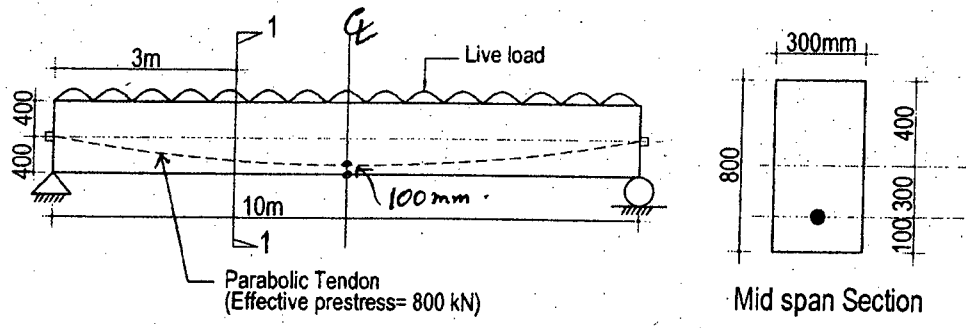 1
℄
3m
Live load
300mm
400
400
800
400
300
100
100mm.
10m
1
Parabolic Tendon
(Effective prestress= 800 kN)
Mid span Section